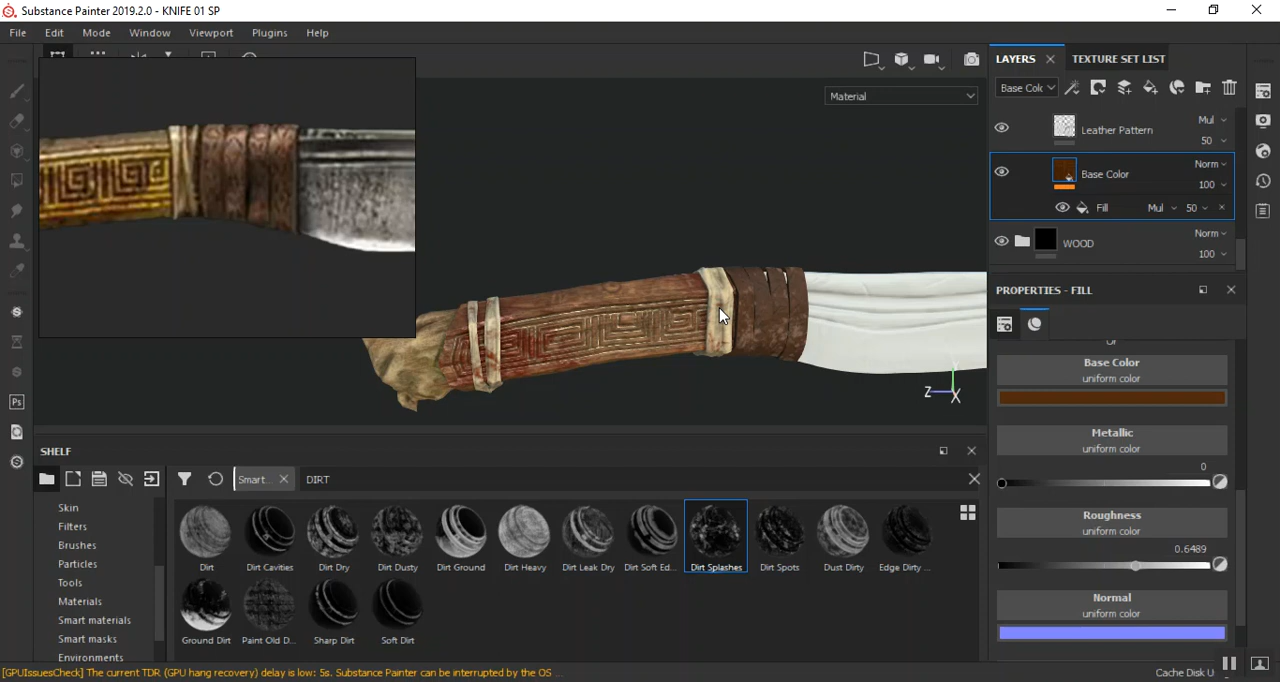 Substance Painter 2019.2.0 - KNIFE 01 SP
File Edit Mode Window Viewport Plugins Help
LAYERS
TEXTURE SET LIST
Material
Base Colo
Leather Pattern
Mul
50
Base Color
Norm
100
Fill
Mul
50
WOOD
Norm
100
PROPERTIES - FILL
Base Color
uniform color
Metallic
uniform color
0
Roughness
uniform color
0.6489
Normal
uniform color
Z
X
SHELF
Smart...
DIRT
Skin
Filters
Brushes
Particles
Tools
Materials
Smart materials
Smart masks
Environments
Dirt
Dirt Cavities
Dirt Dry
Dirt Dusty
Dirt Ground
Dirt Heavy
Dirt Leak Dry
Dirt Soft Ed...
Dirt Splashes
Dirt Spots
Dust Dirty
Edge Dirty ...
Ground Dirt
Paint Old D...
Sharp Dirt
Soft Dirt
Ps
[GPUIssuesCheck] The current TDR (GPU hang recovery) delay is low: 5s. Substance Painter can be interrupted by the OS ...
Cache Disk U